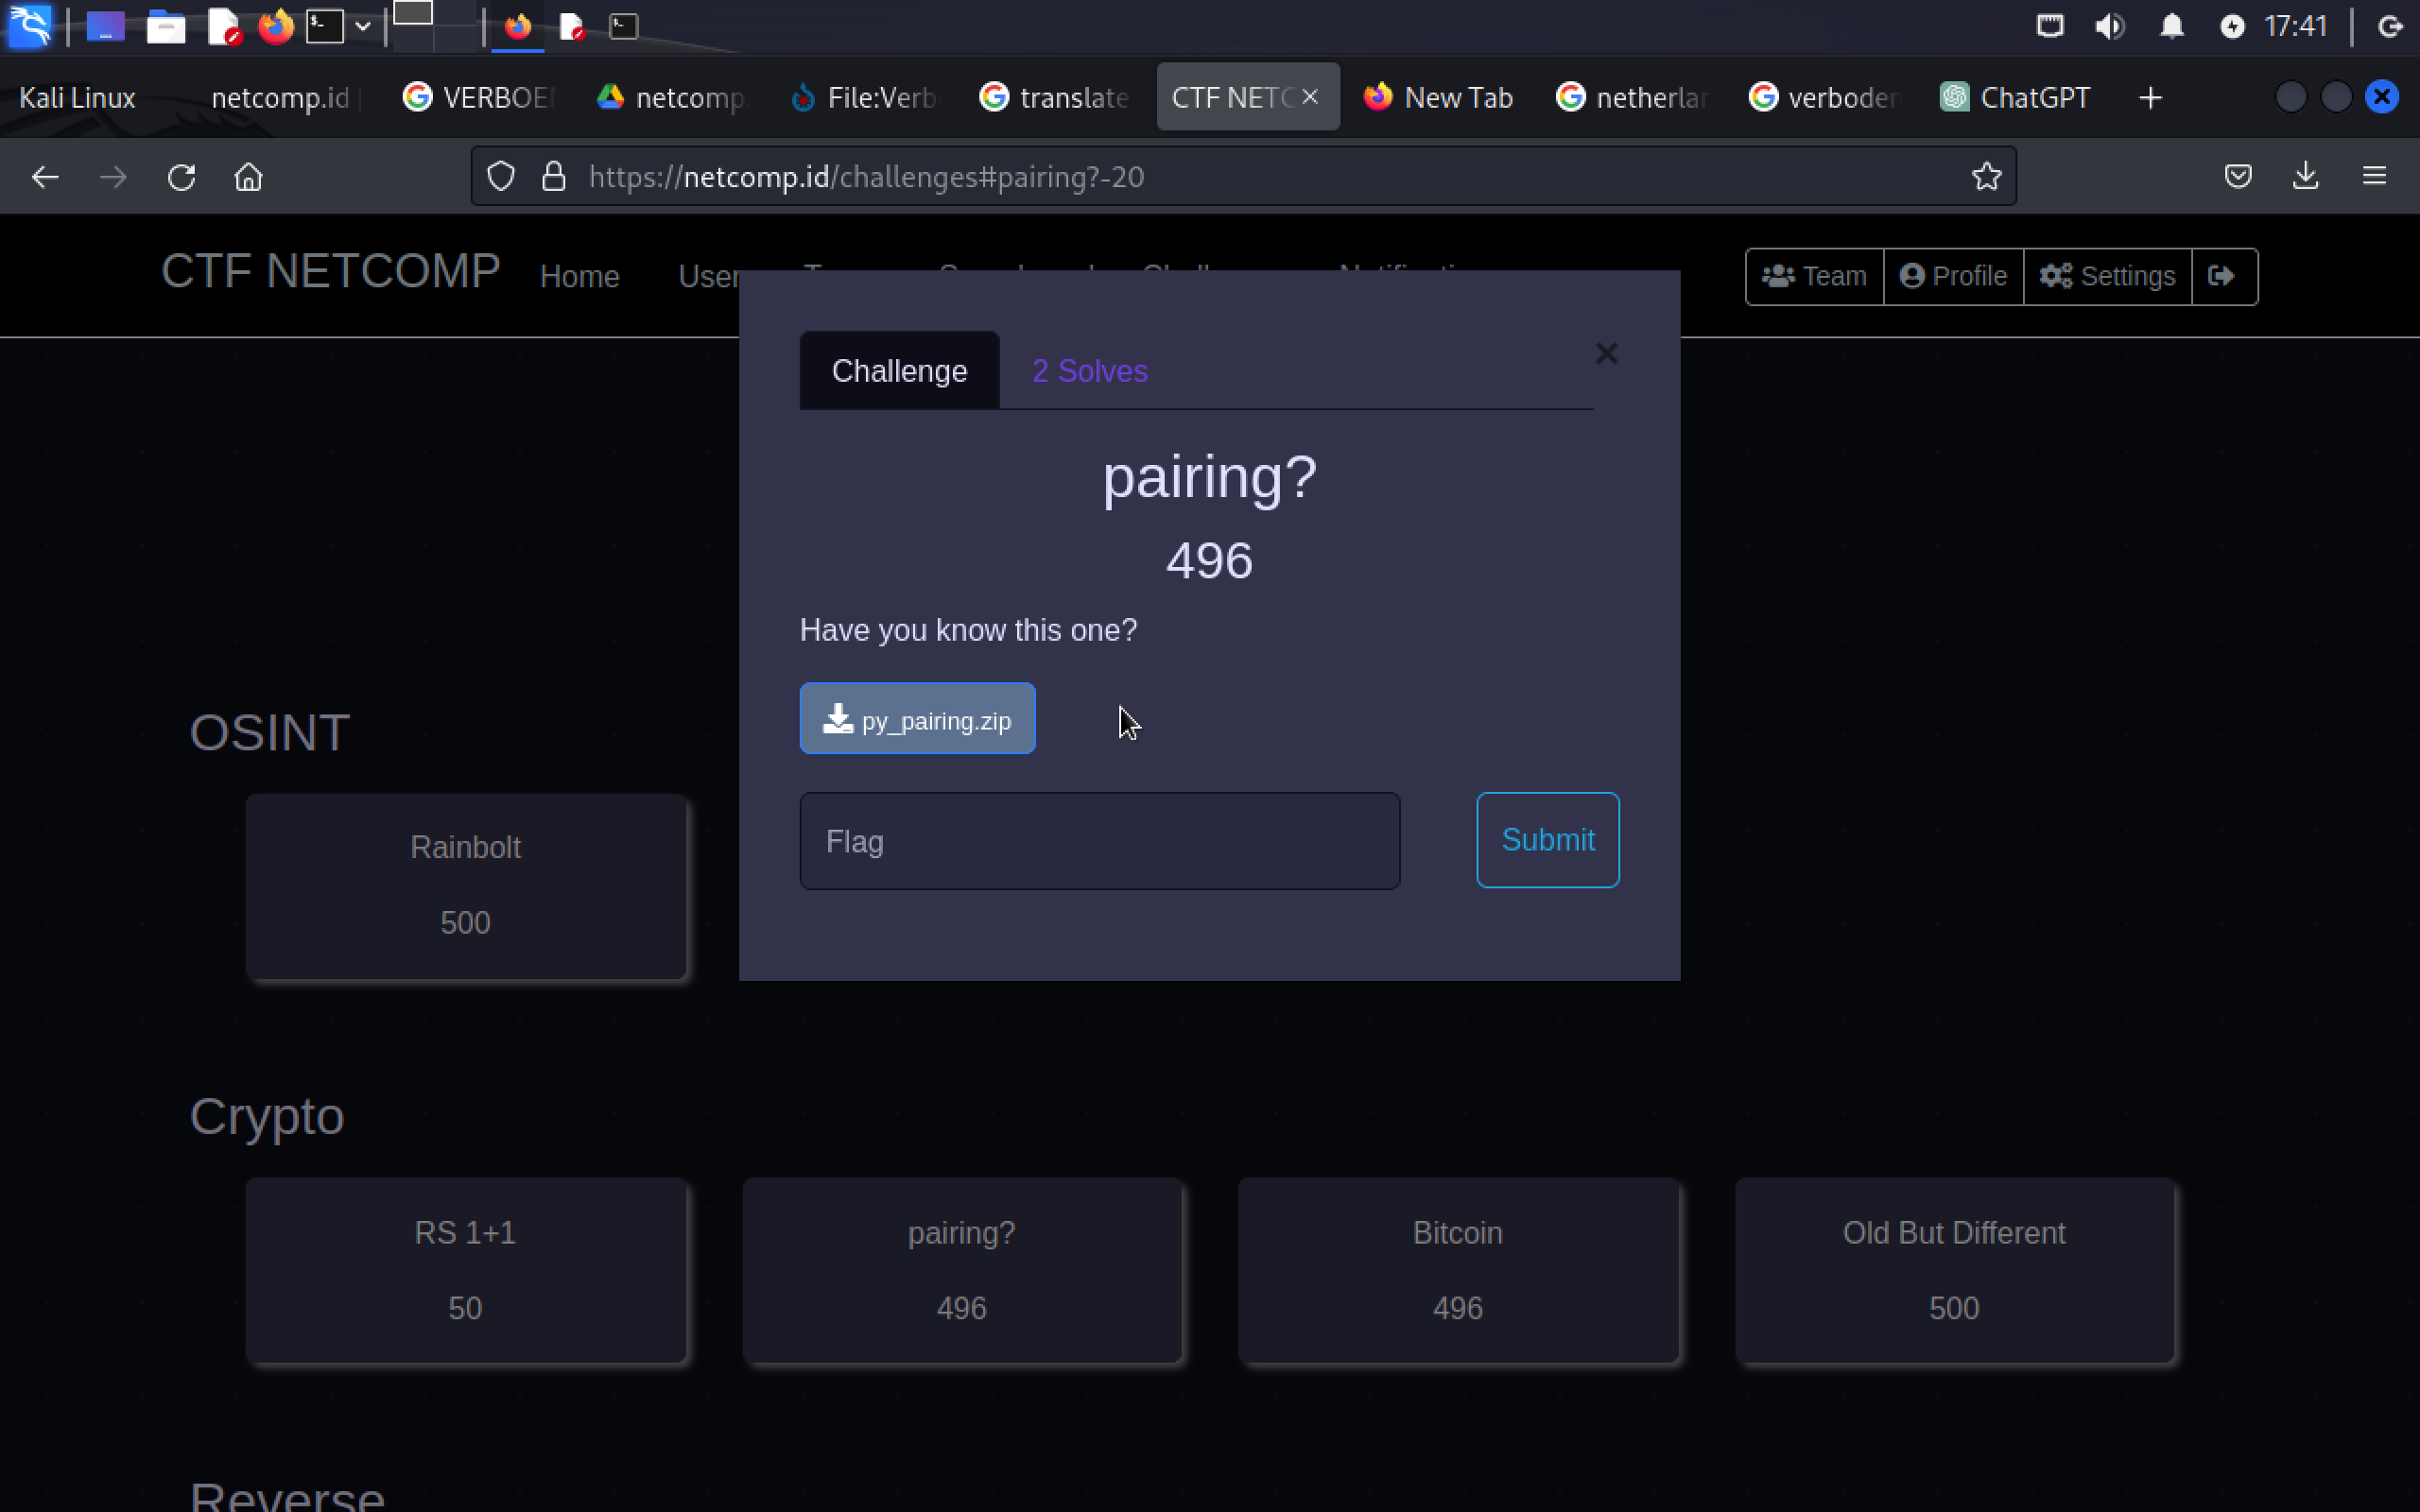 17:41
Kali Linux netcomp.id VERBOE netcomp File:Verb translate CTF NETC New Tab netherlar verboden ChatGPT
https://netcomp.id/challenges#pairing?-20
CTF NETCOMP Home User Team Profile Settings
Challenge 2 Solves
pairing?
496
Have you know this one?
py_pairing.zip
Flag Submit
OSINT
Rainbolt
500
Crypto
RS 1+1 pairing? Bitcoin Old But Different
50 496 496 500
Reverse